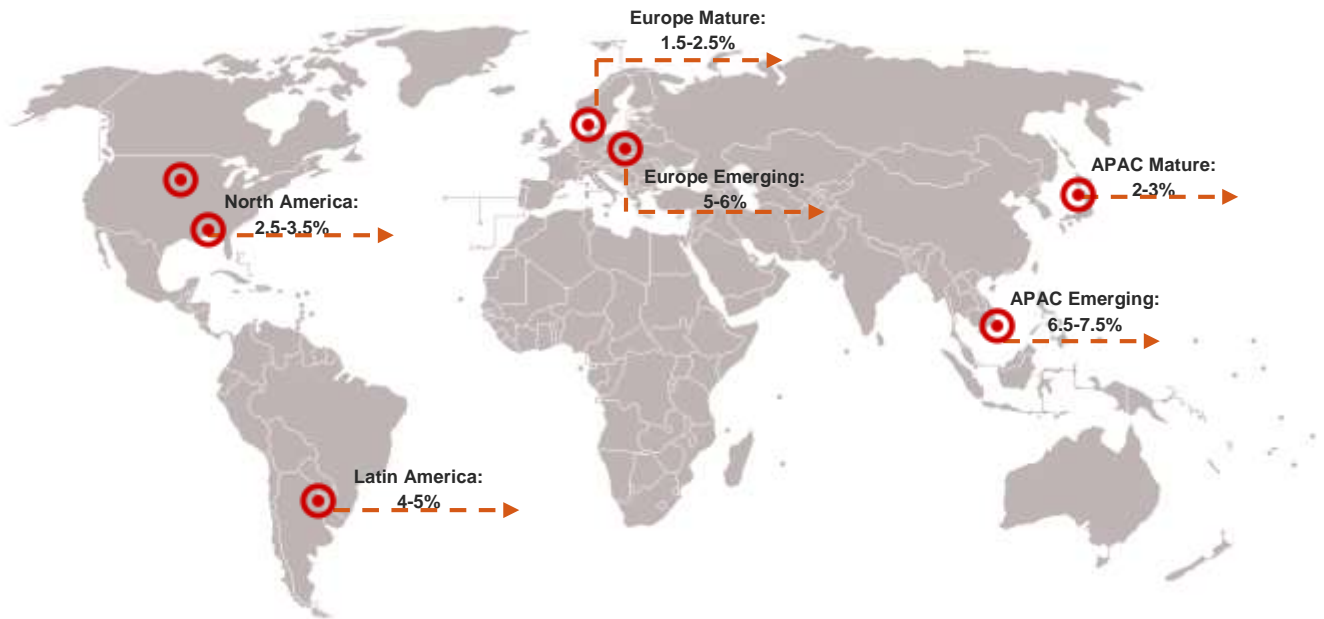 Europe Mature:
1.5-2.5%
APAC Mature:
2-3%
Europe Emerging:
5-6%
North America:
2.5-3.5%
APAC Emerging:
6.5-7.5%
Latin America:
4-5%